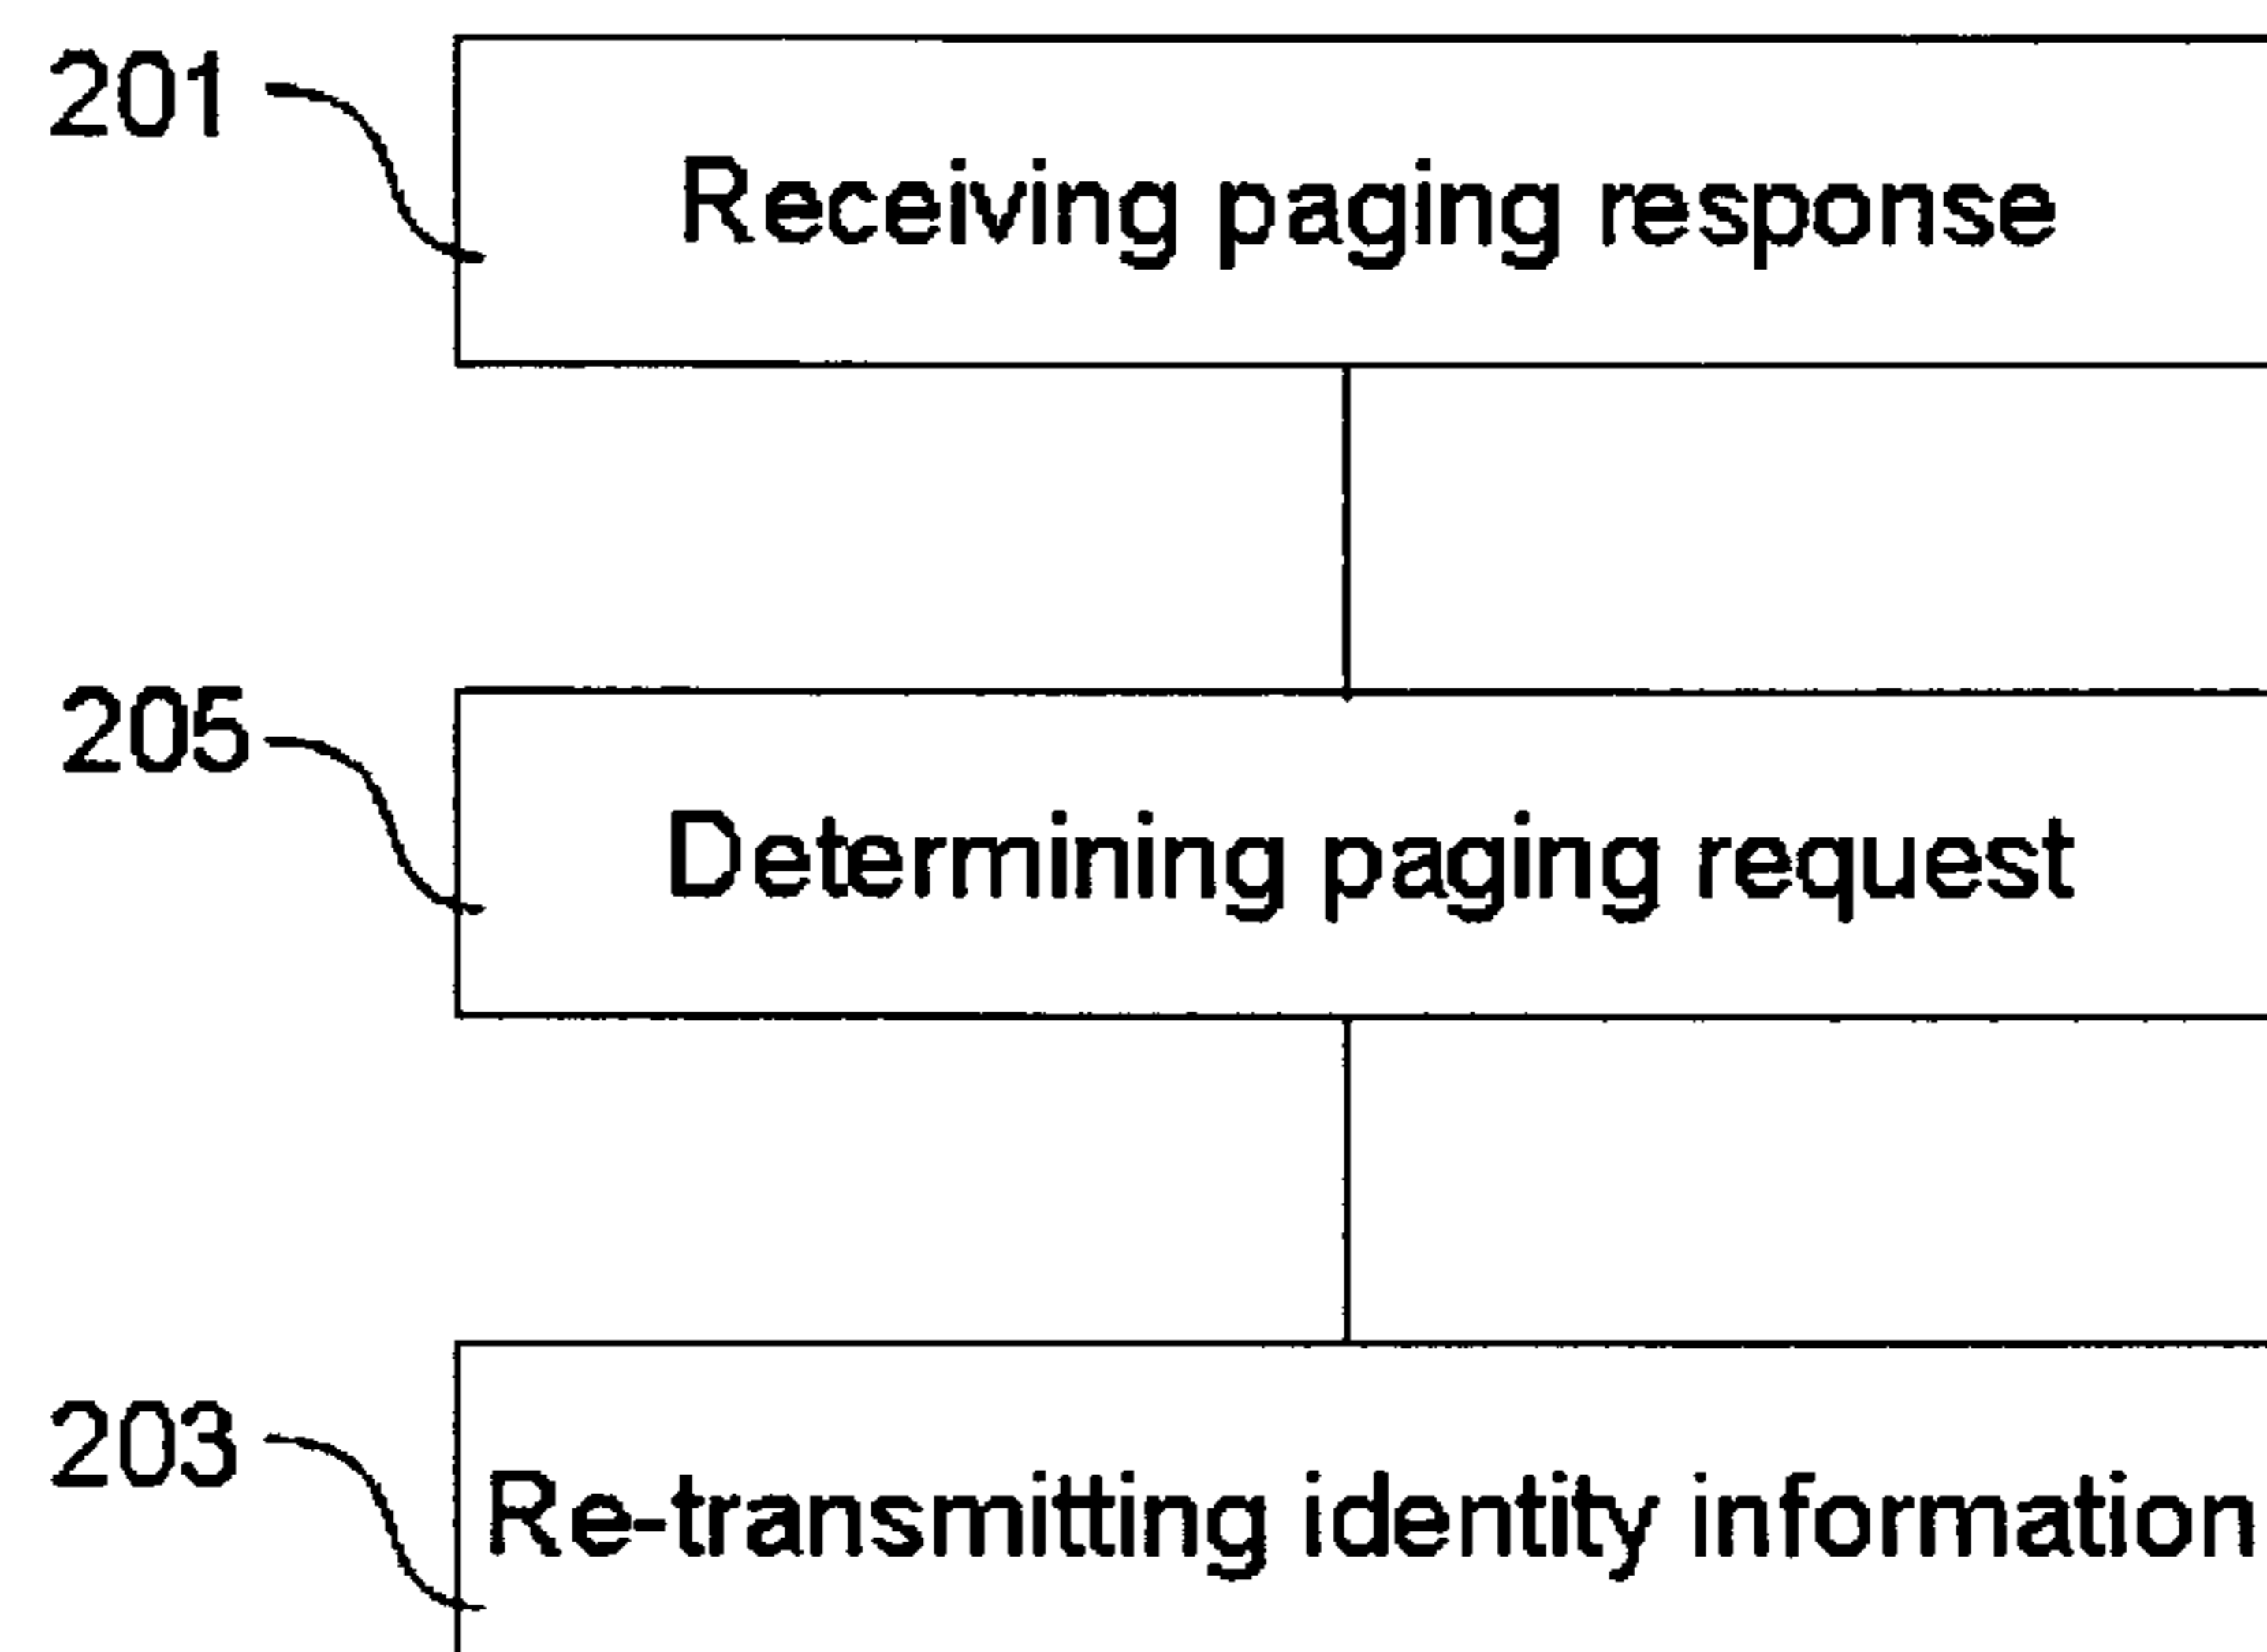 201
Receiving paging response
205
Determining paging request
203
Re-transmitting identity information